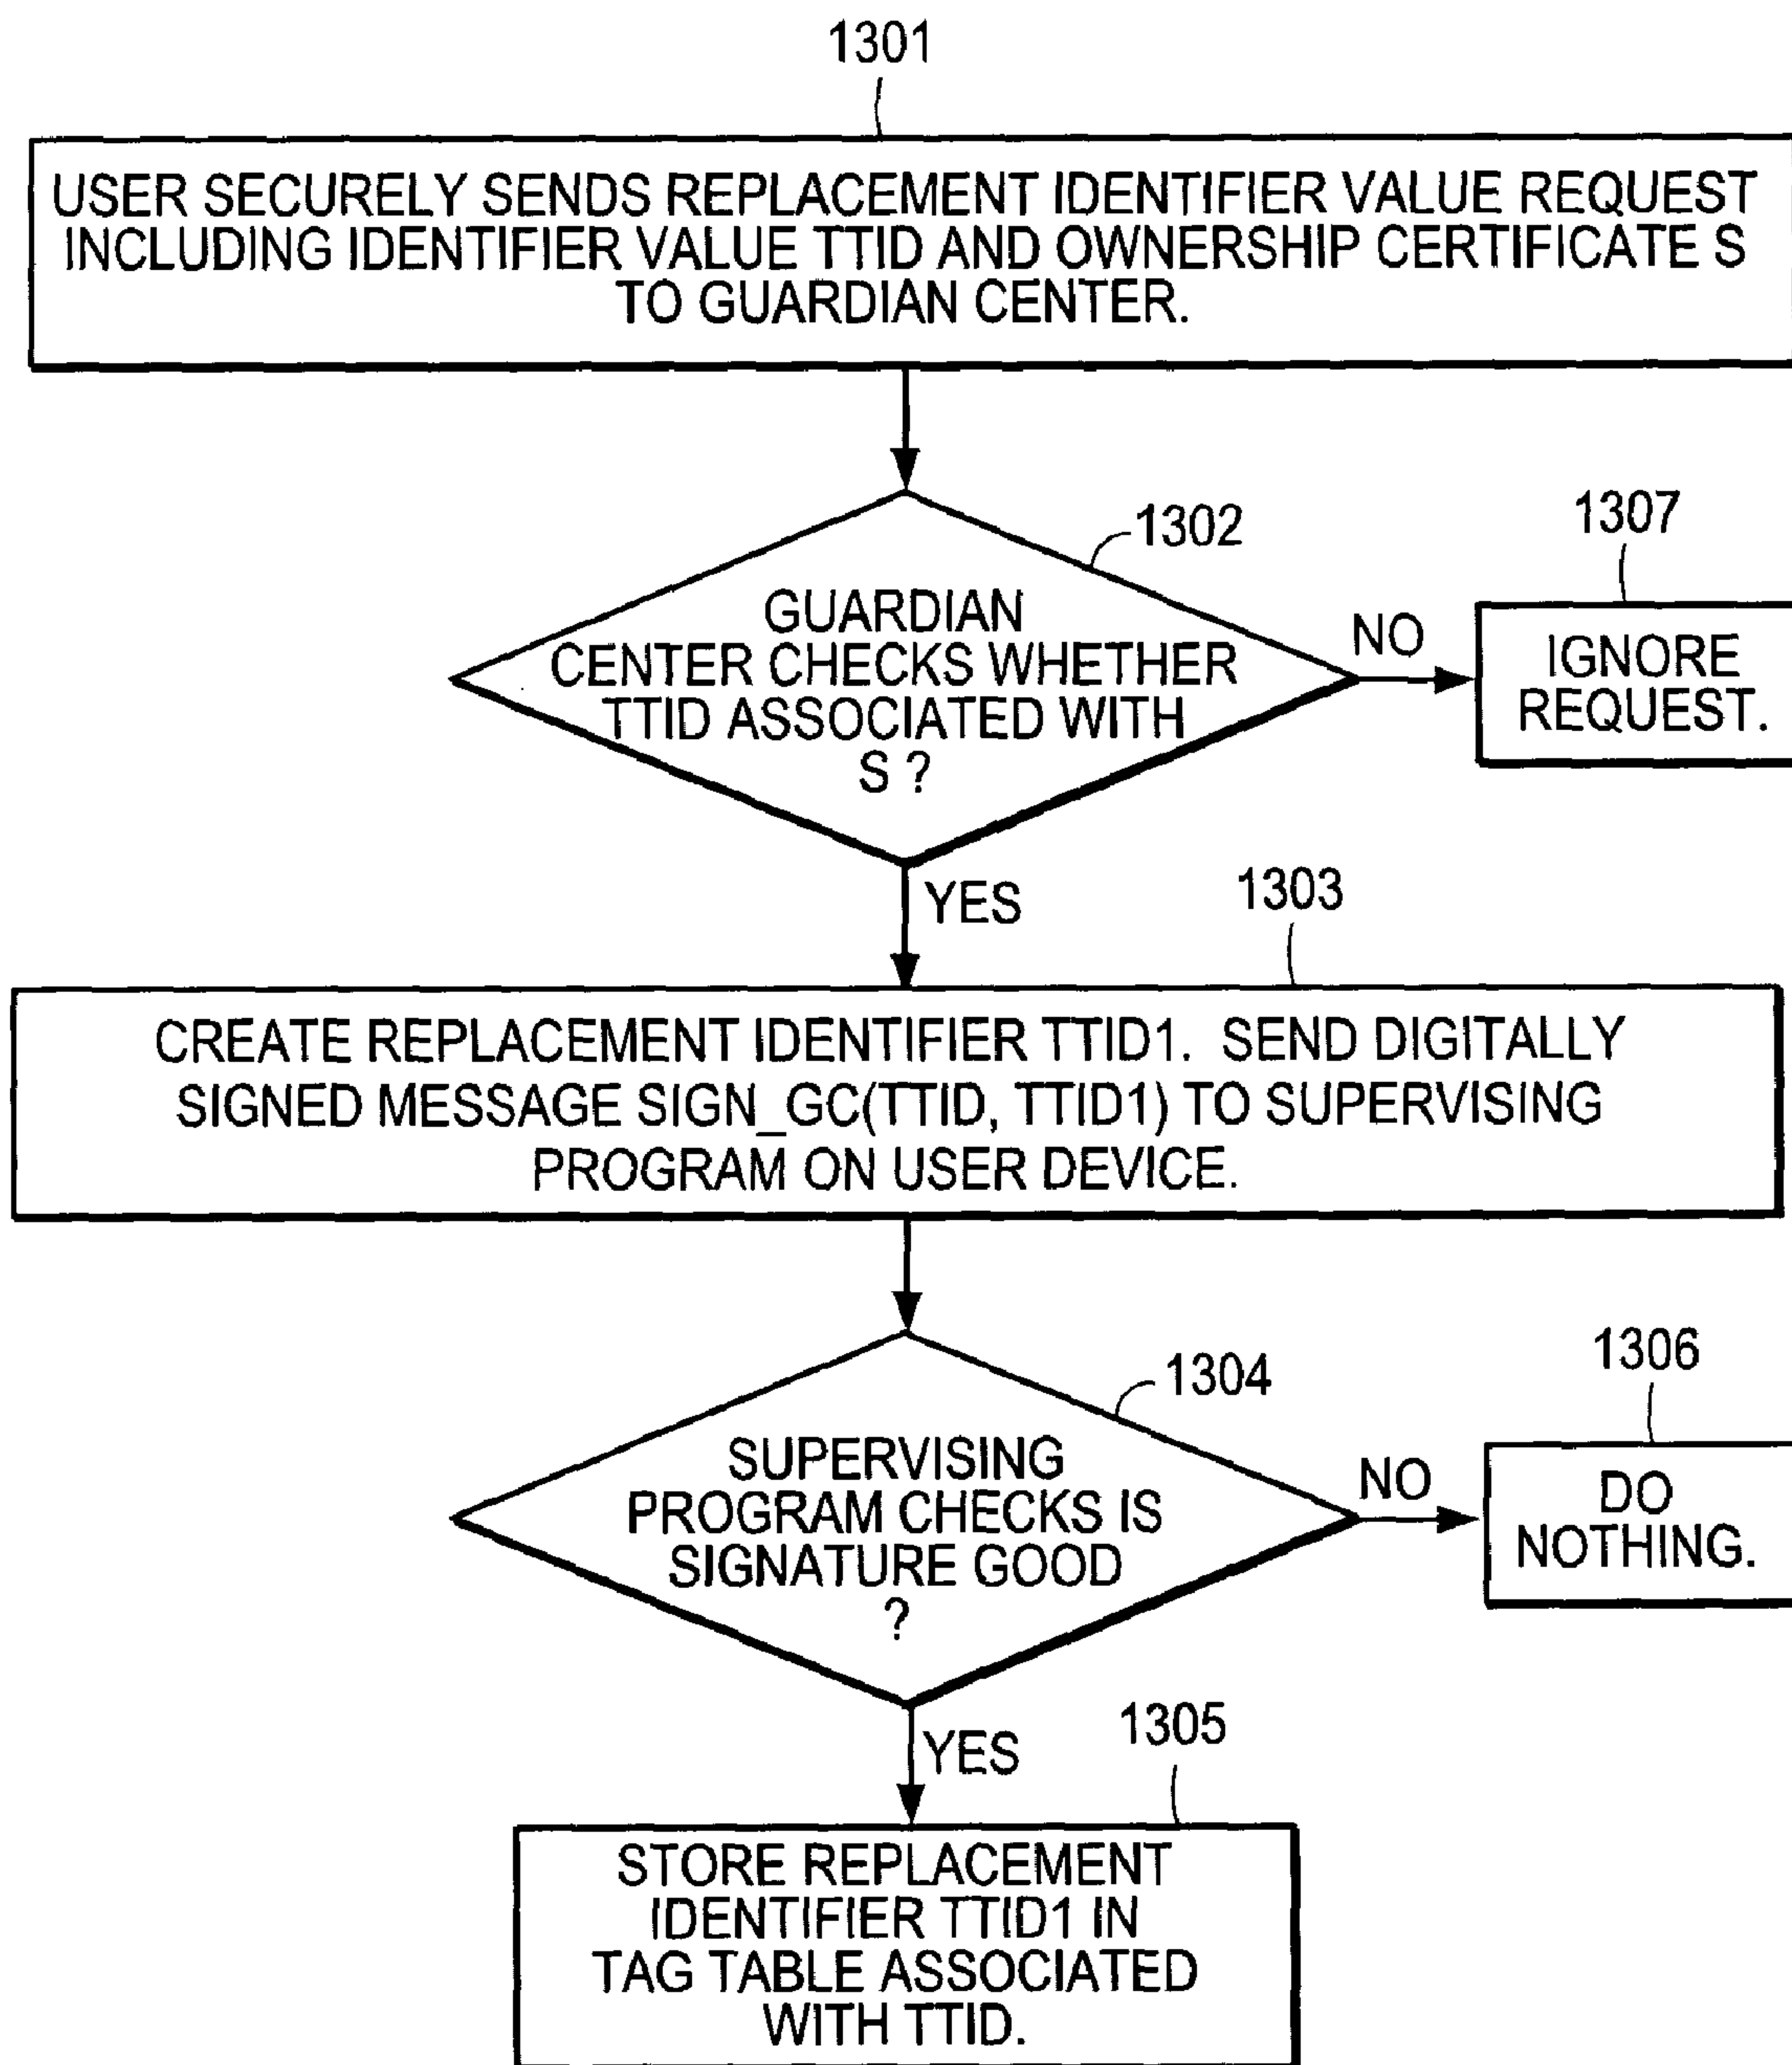 1301
USER SECURELY SENDS REPLACEMENT IDENTIFIER VALUE REQUEST
INCLUDING IDENTIFIER VALUE TTID AND OWNERSHIP CERTIFICATE S
TO GUARDIAN CENTER.
1302
GUARDIAN
CENTER CHECKS WHETHER
TTID ASSOCIATED WITH
S ?
NO
1307
IGNORE
REQUEST.
YES
1303
CREATE REPLACEMENT IDENTIFIER TTID1. SEND DIGITALLY
SIGNED MESSAGE SIGN_GC(TTID, TTID1) TO SUPERVISING
PROGRAM ON USER DEVICE.
1304
SUPERVISING
PROGRAM CHECKS IS
SIGNATURE GOOD
?
NO
1306
DO
NOTHING.
YES
1305
STORE REPLACEMENT
IDENTIFIER TTID1 IN
TAG TABLE ASSOCIATED
WITH TTID.